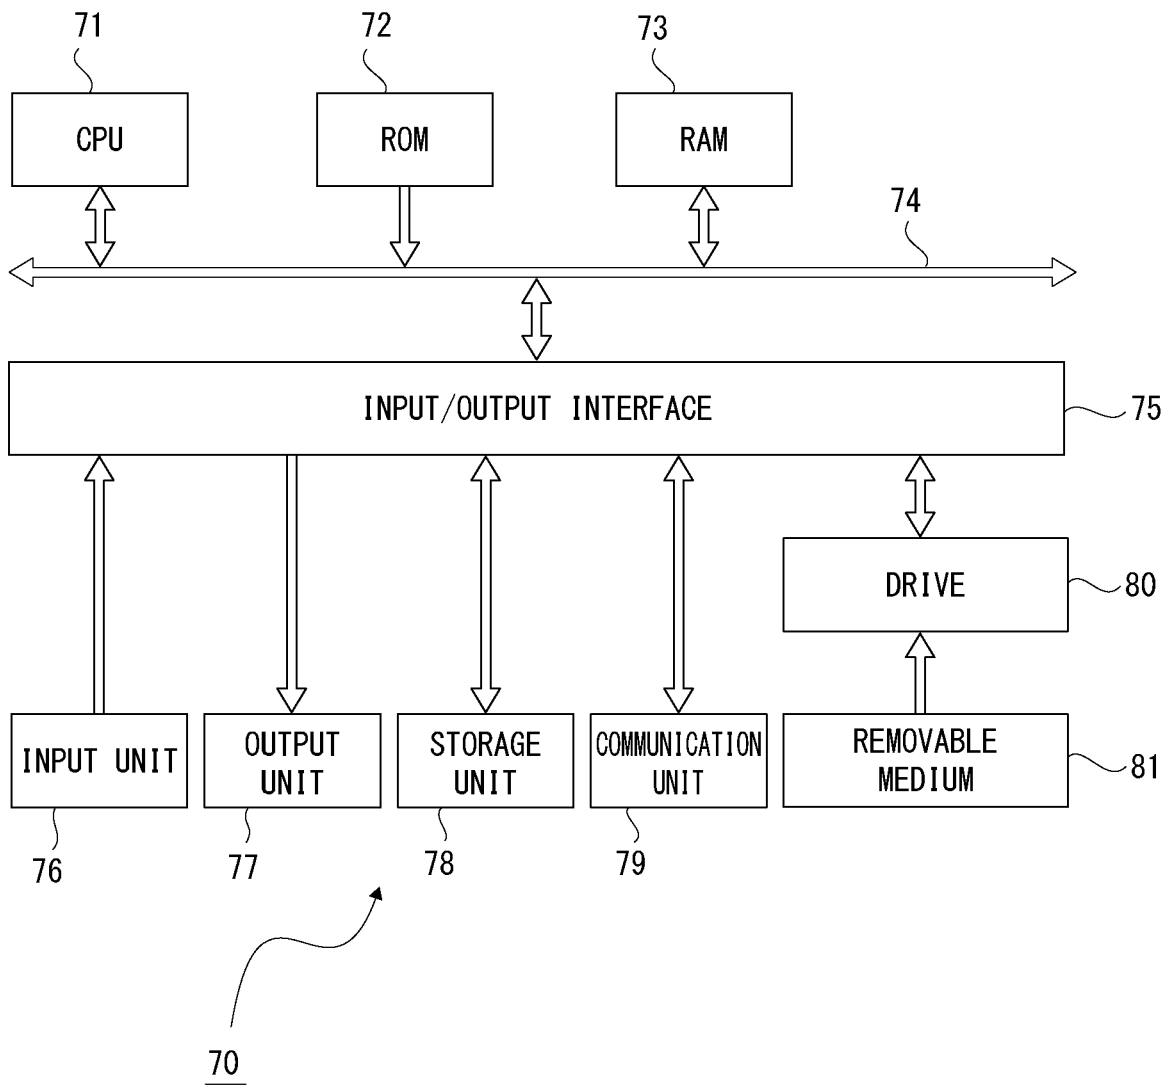 71
72
73
CPU
ROM
RAM
74
INPUT/OUTPUT INTERFACE
75
DRIVE
80
INPUT UNIT
OUTPUT
UNIT
STORAGE
UNIT
COMMUNICATION
UNIT
REMOVABLE
MEDIUM
81
76
77
78
79
70